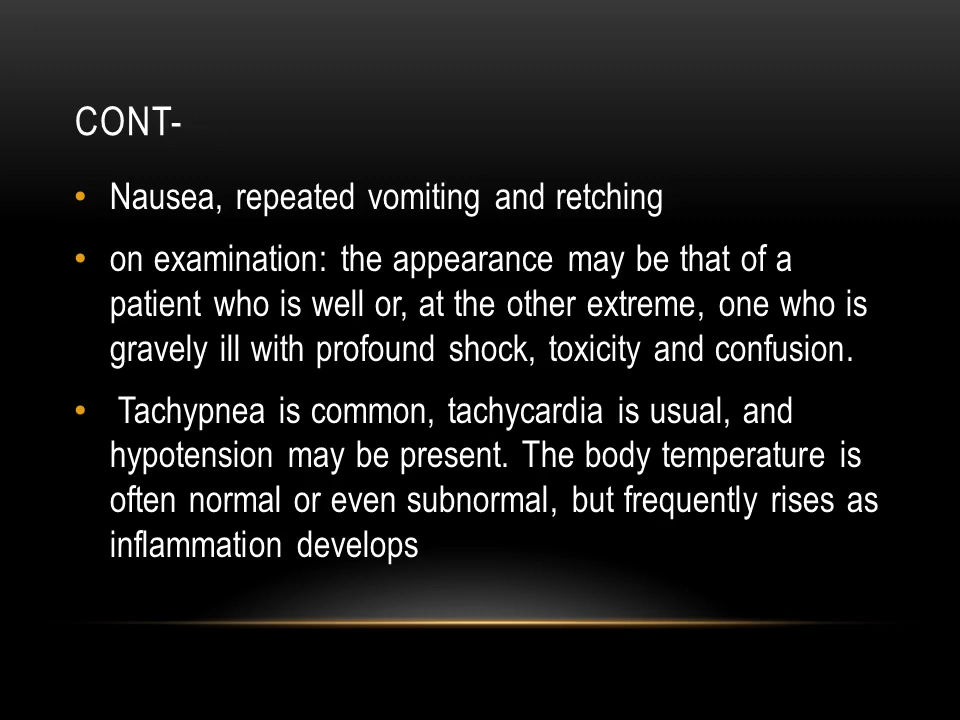 CONT-
• Nausea, repeated vomiting and retching
• on examination: the appearance may be that of a
patient who is well or, at the other extreme, one who is
gravely ill with profound shock, toxicity and confusion.
• Tachypnea is common, tachycardia is usual, and
hypotension may be present. The body temperature is
often normal or even subnormal, but frequently rises as
inflammation develops